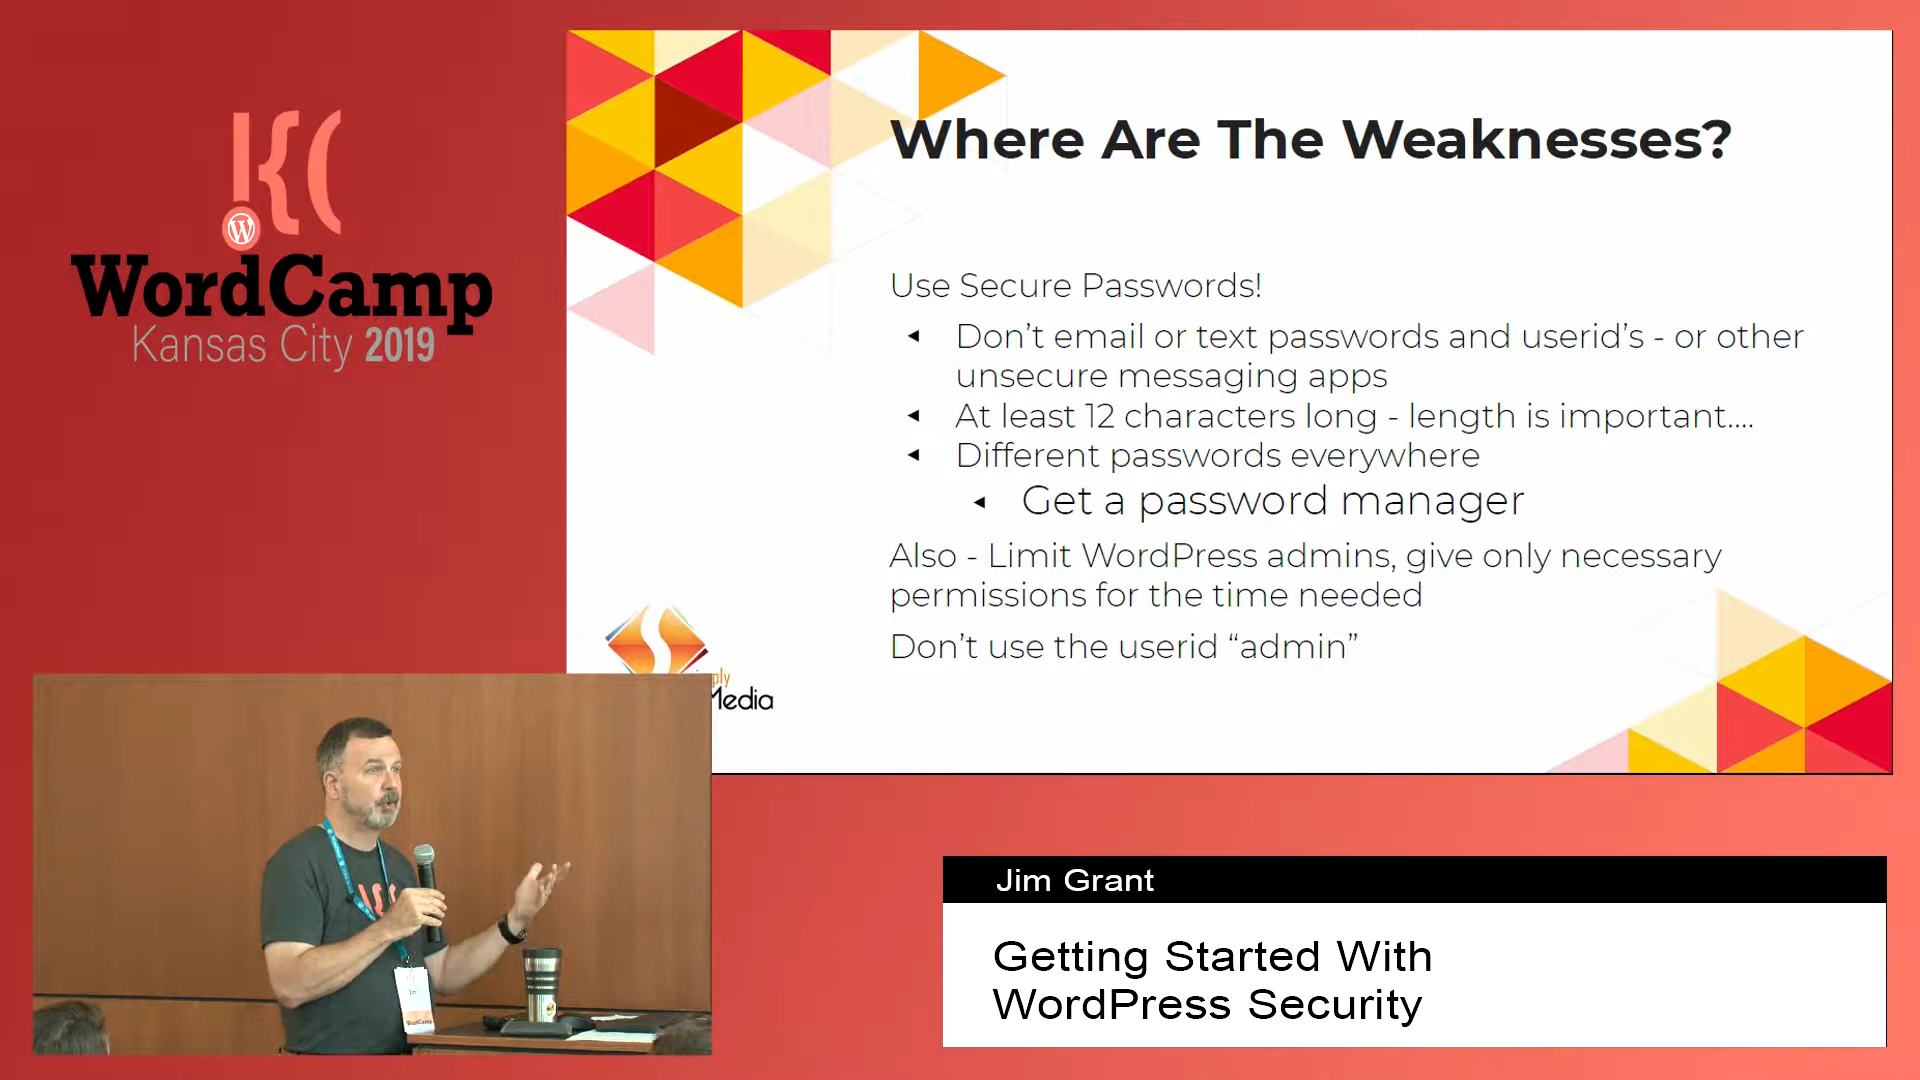 KC
WordCamp
Kansas City 2019
Where Are The Weaknesses?
Use Secure Passwords!
Don't email or text passwords and userid's - or other
unsecure messaging apps
At least 12 characters long - length is important....
Different passwords everywhere
Get a password manager
Also - Limit WordPress admins, give only necessary
permissions for the time needed
Don't use the userid “admin”
ply
Media
KC
WordCamp
Jim Grant
Getting Started With
WordPress Security